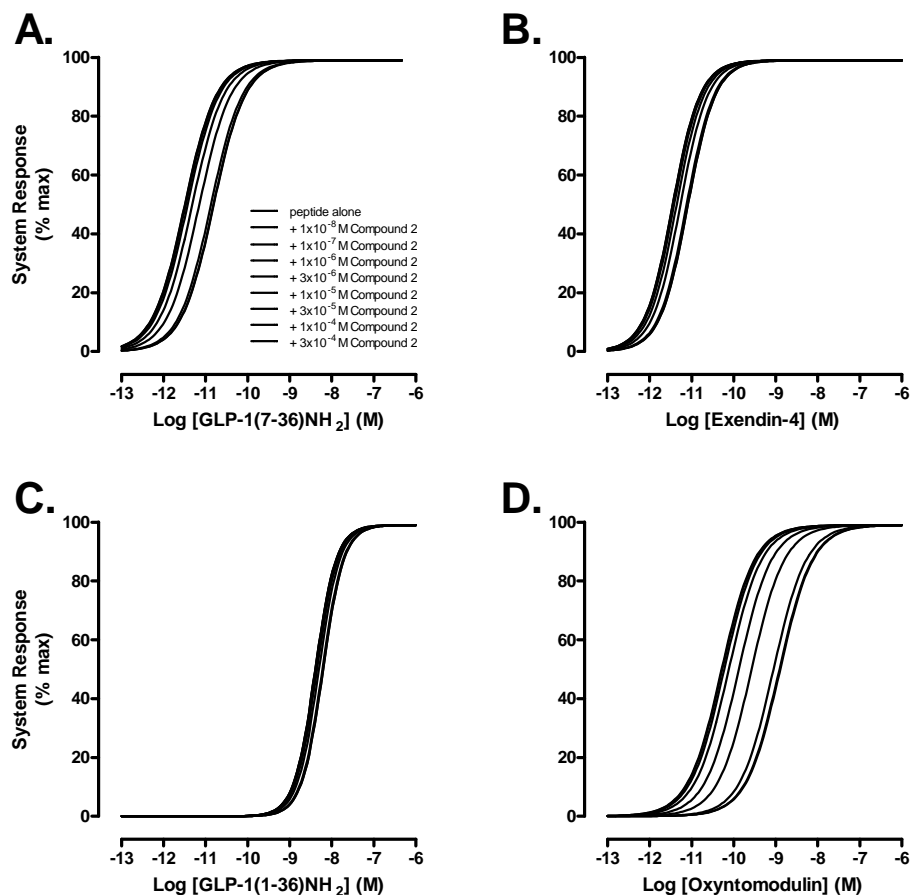 A.
B.
100
80
60
40
20
0
System Response
(% max)
peptide alone
+ 1x10⁻⁸ M Compound 2
+ 1x10⁻⁷ M Compound 2
+ 1x10⁻⁶ M Compound 2
+ 3x10⁻⁶ M Compound 2
+ 1x10⁻⁵ M Compound 2
+ 3x10⁻⁵ M Compound 2
+ 1x10⁻⁴ M Compound 2
+ 3x10⁻⁴ M Compound 2
-13 -12 -11 -10 -9 -8 -7 -6
Log [GLP-1(7-36)NH₂] (M)
100
80
60
40
20
0
-13 -12 -11 -10 -9 -8 -7 -6
Log [Exendin-4] (M)
C.
D.
100
80
60
40
20
0
System Response
(% max)
-13 -12 -11 -10 -9 -8 -7 -6
Log [GLP-1(1-36)NH₂] (M)
100
80
60
40
20
0
-13 -12 -11 -10 -9 -8 -7 -6
Log [Oxyntomodulin] (M)